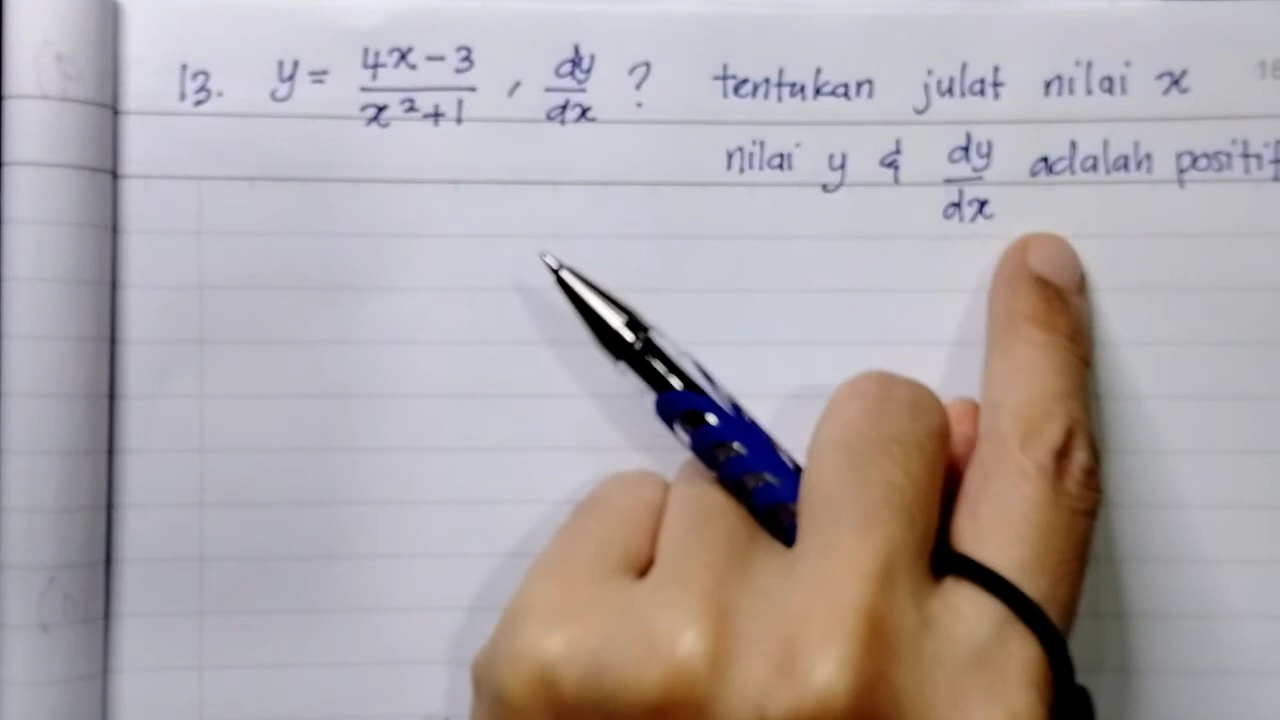 13. y = (4x - 3)/(x² + 1) , dy/dx ? tentukan julat nilai x
nilai y & dy/dx adalah positif